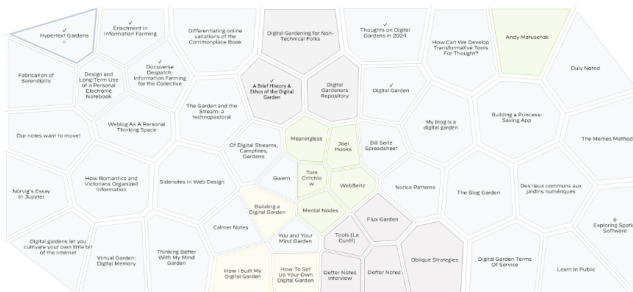 ✓
Hypertext Gardens
✓
Enactment in
Information Farming
Differentiating online
variations of the
Commonplace Book
Digital Gardening for Non-
Technical Folks
✓
Thoughts on Digital
Gardens in 2024
How Can We Develop
Transformative Tools
For Thought?
Andy Matuschak
Duly Noted
Fabrication of
Serendipity
Design and
Long-Term Use
of a Personal
Electronic
Notebook
✓
Docuverse
Despatch:
Information Farming
for the Collective
✓
A Brief History &
Ethos of the Digital
Garden
Digital
Gardeners
Repository
✓
Digital Garden
The Garden and the
Stream: a
technopastoral
Building a Princess-
Saving App
Our notes want to move!
Weblog As A Personal
Thinking Space
Meaningless
Joel
Hooks
Bill Seitz
Spreadsheet
My blog is a
digital garden
The Memex Method
Of Digital Streams,
Campfires,
Gardens
Gwern
Tom
Critchlo
w
WebSeitz
Norvig's Essay
In Jupyter
How Romantics and
Victorians Organized
Information
Sidenotes in Web Design
Notice Patterns
The Blog Garden
Des lieux communs aux
jardins numériques
Building a
Digital Garden
Mental Nodes
Flux Garden
Exploring Spatial
Software
Calmer Notes
You and Your
Mind Garden
Tools (Le
Cunff)
Digital gardens let you
cultivate your own little bit
of the internet
Virtual Garden:
Digital Memory
Thinking Better
With My Mind
Garden
How I built My
Digital Garden
How To Set
Up Your Own
Digital Garden
Defter Notes
Interview
Defter Notes
Oblique Strategies
Digital Garden Terms
Of Service
Learn In Public